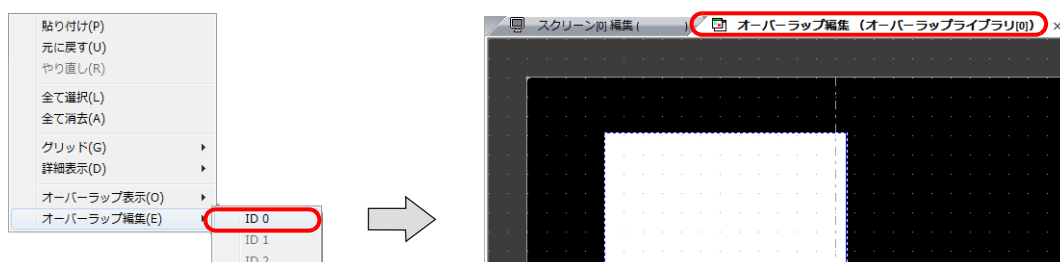 貼り付け(P)
元に戻す(U)
やり直し(R)
全て選択(L)
全て消去(A)
グリッド(G)
詳細表示(D)
オーバーラップ表示(O)
オーバーラップ編集(E)
ID 0
ID 1
ID 2
スクリーン[0] 編集 ( )
オーバーラップ編集 （オーバーラップライブラリ[0]）